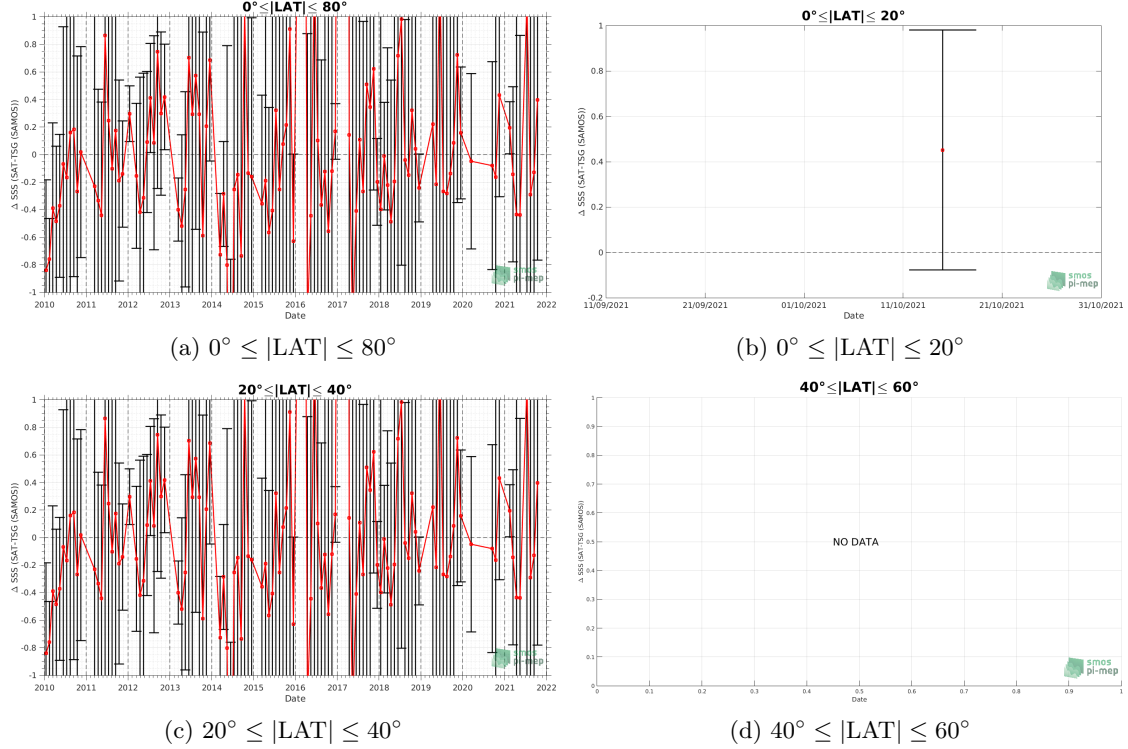 0°≤|LAT|≤ 80°
Δ SSS (SAT-TSG (SAMOS))
1
0.8
0.6
0.4
0.2
0
-0.2
-0.4
-0.6
-0.8
-1
2010 2011 2012 2013 2014 2015 2016 2017 2018 2019 2020 2021 2022
Date
smos
pi-mep
(a) 0° ≤ |LAT| ≤ 80°
0°≤|LAT|≤ 20°
Δ SSS (SAT-TSG (SAMOS))
1
0.8
0.6
0.4
0.2
0
-0.2
11/09/2021 21/09/2021 01/10/2021 11/10/2021 21/10/2021 31/10/2021
Date
smos
pi-mep
(b) 0° ≤ |LAT| ≤ 20°
20°≤|LAT|≤ 40°
Δ SSS (SAT-TSG (SAMOS))
1
0.8
0.6
0.4
0.2
0
-0.2
-0.4
-0.6
-0.8
-1
2010 2011 2012 2013 2014 2015 2016 2017 2018 2019 2020 2021 2022
Date
smos
pi-mep
(c) 20° ≤ |LAT| ≤ 40°
40°≤|LAT|≤ 60°
Δ SSS (SAT-TSG (SAMOS))
1
0.9
0.8
0.7
0.6
0.5
0.4
0.3
0.2
0.1
0
NO DATA
0 0.1 0.2 0.3 0.4 0.5 0.6 0.7 0.8 0.9 1
Date
smos
pi-mep
(d) 40° ≤ |LAT| ≤ 60°